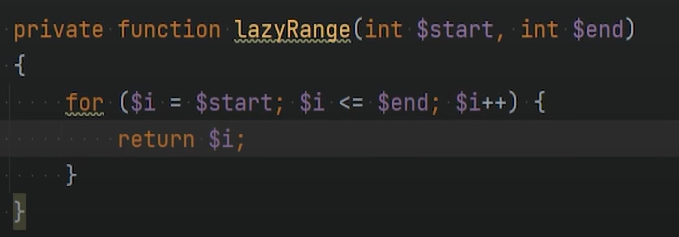 private function lazyRange(int $start, int $end)
{
    for ($i = $start; $i <= $end; $i++) {
        return $i;
    }
}